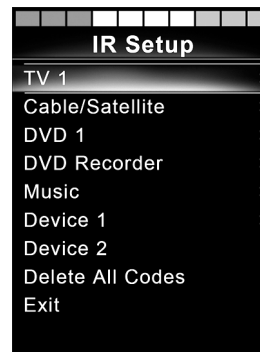 IR Setup
TV 1
Cable/Satellite
DVD 1
DVD Recorder
Music
Device 1
Device 2
Delete All Codes
Exit